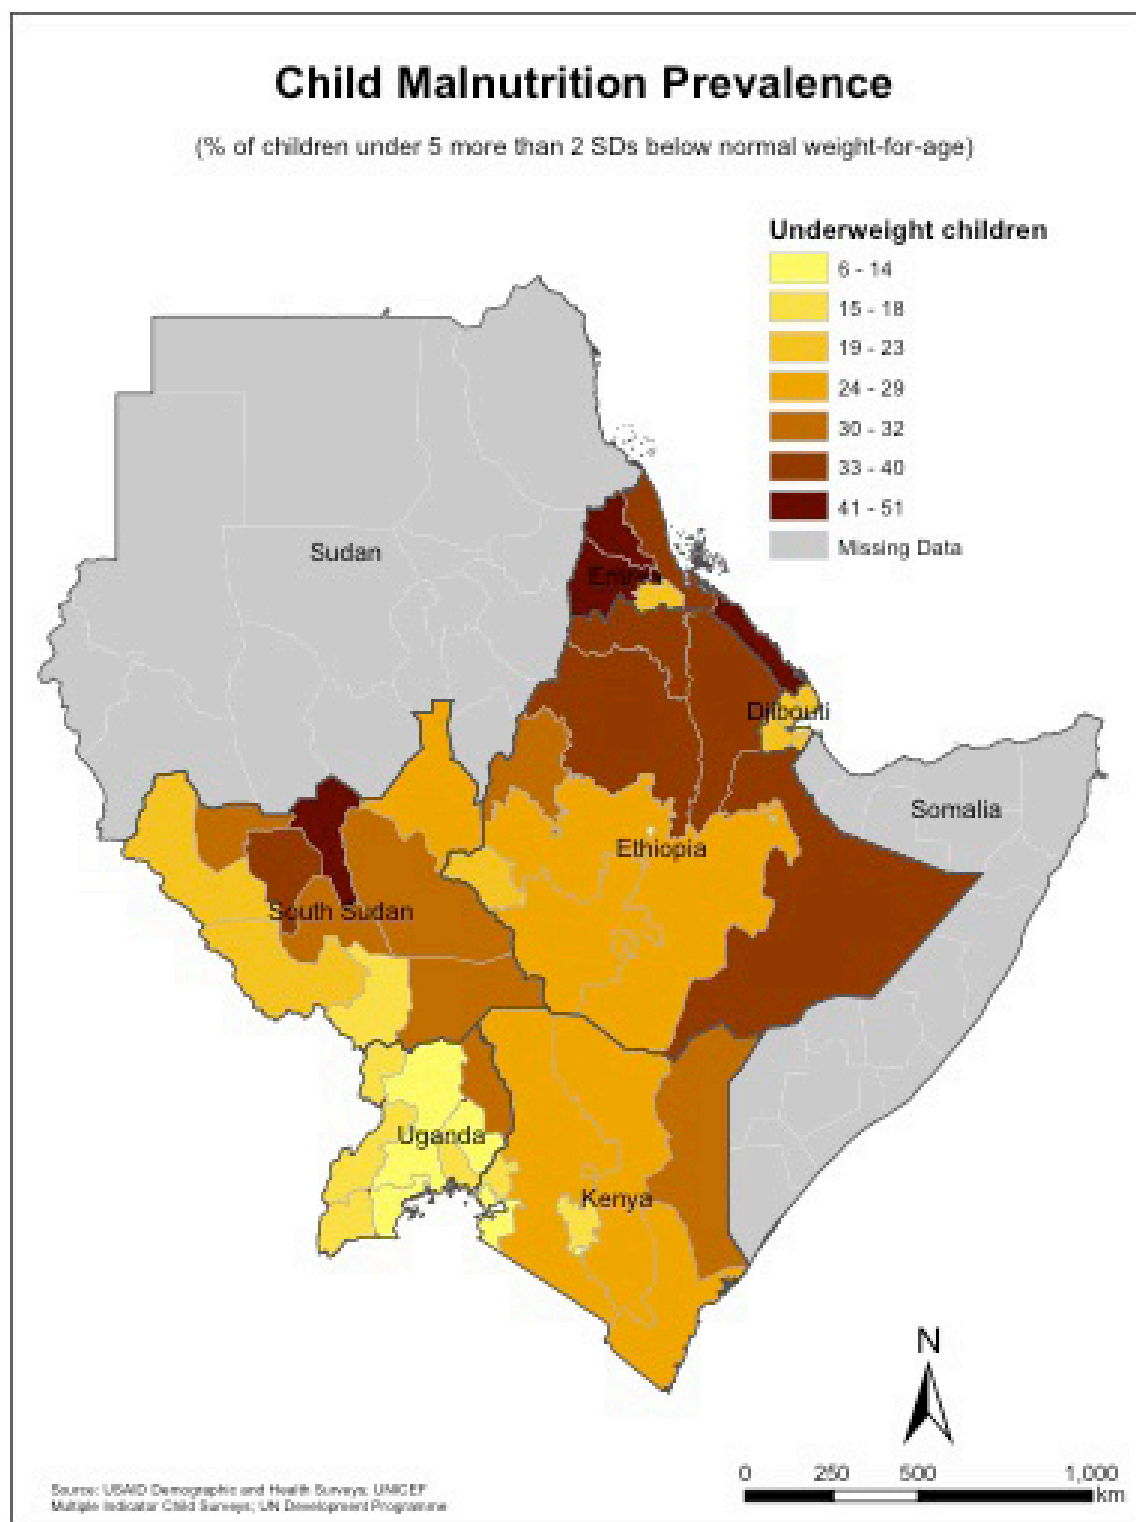 Child Malnutrition Prevalence
(% of children under 5 more than 2 SDs below normal weight-for-age)
Underweight children
6 - 14
15 - 18
19 - 23
24 - 29
30 - 32
33 - 40
41 - 51
Missing Data
Sudan
Eritrea
Djibouti
Somalia
Ethiopia
South Sudan
Uganda
Kenya
N
0 250 500 1,000
km
Source: USAID Demographic and Health Surveys; UNICEF
Multiple Indicator Child Surveys; UN Development Programme